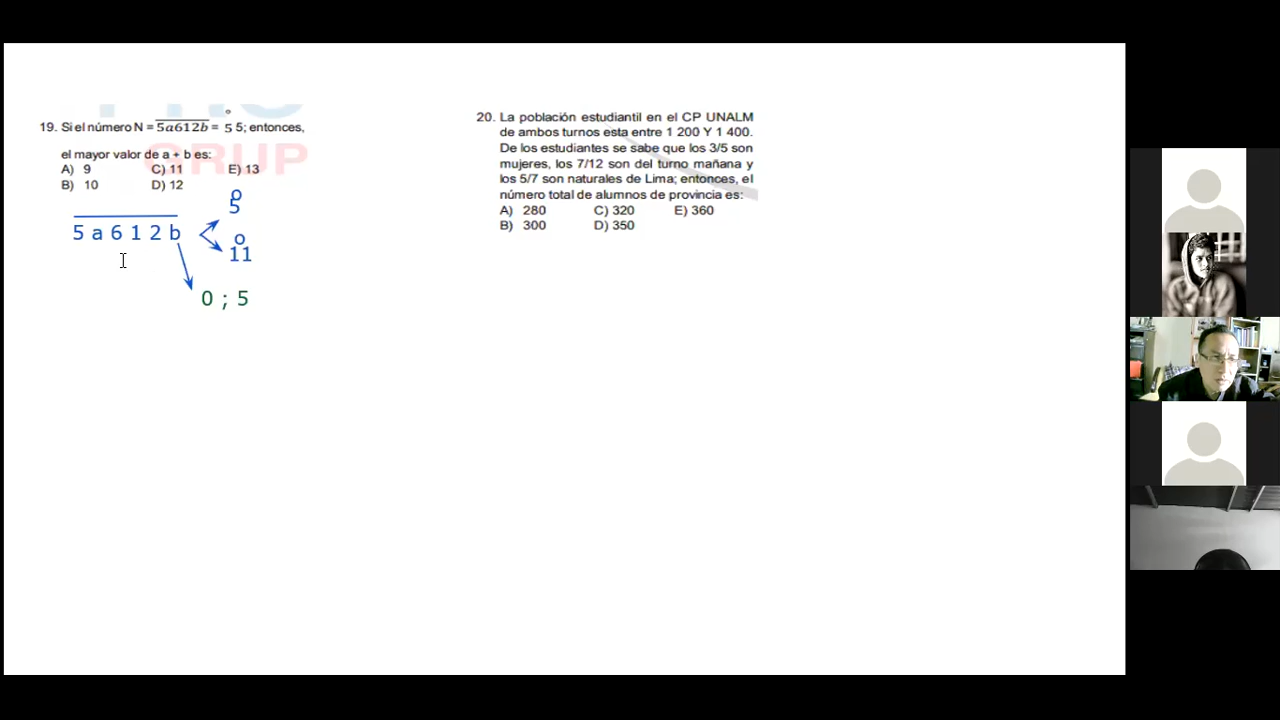 19. Si el número N = 5a612b = 5 5; entonces,
el mayor valor de a + b es:
GRUP
A) 9 C) 11 E) 13
B) 10 D) 12
o
5
5 a 6 1 2 b
o
11
0 ; 5
20. La población estudiantil en el CP UNALM
de ambos turnos esta entre 1 200 Y 1 400.
De los estudiantes se sabe que los 3/5 son
mujeres, los 7/12 son del turno mañana y
los 5/7 son naturales de Lima; entonces, el
número total de alumnos de provincia es:
A) 280 C) 320 E) 360
B) 300 D) 350